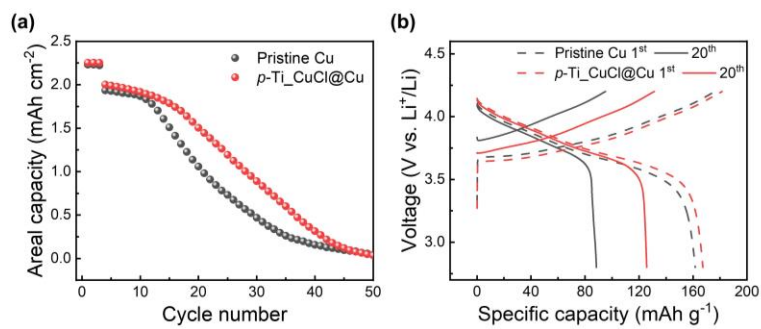 (a)
2.5
2.0
1.5
1.0
0.5
0.0
Areal capacity (mAh cm⁻²)
Pristine Cu
p-Ti_CuCl@Cu
0 10 20 30 40 50
Cycle number
(b)
4.5
4.0
3.5
3.0
Voltage (V vs. Li⁺/Li)
Pristine Cu 1ˢᵗ 20ᵗʰ
p-Ti_CuCl@Cu 1ˢᵗ 20ᵗʰ
0 40 80 120 160 200
Specific capacity (mAh g⁻¹)